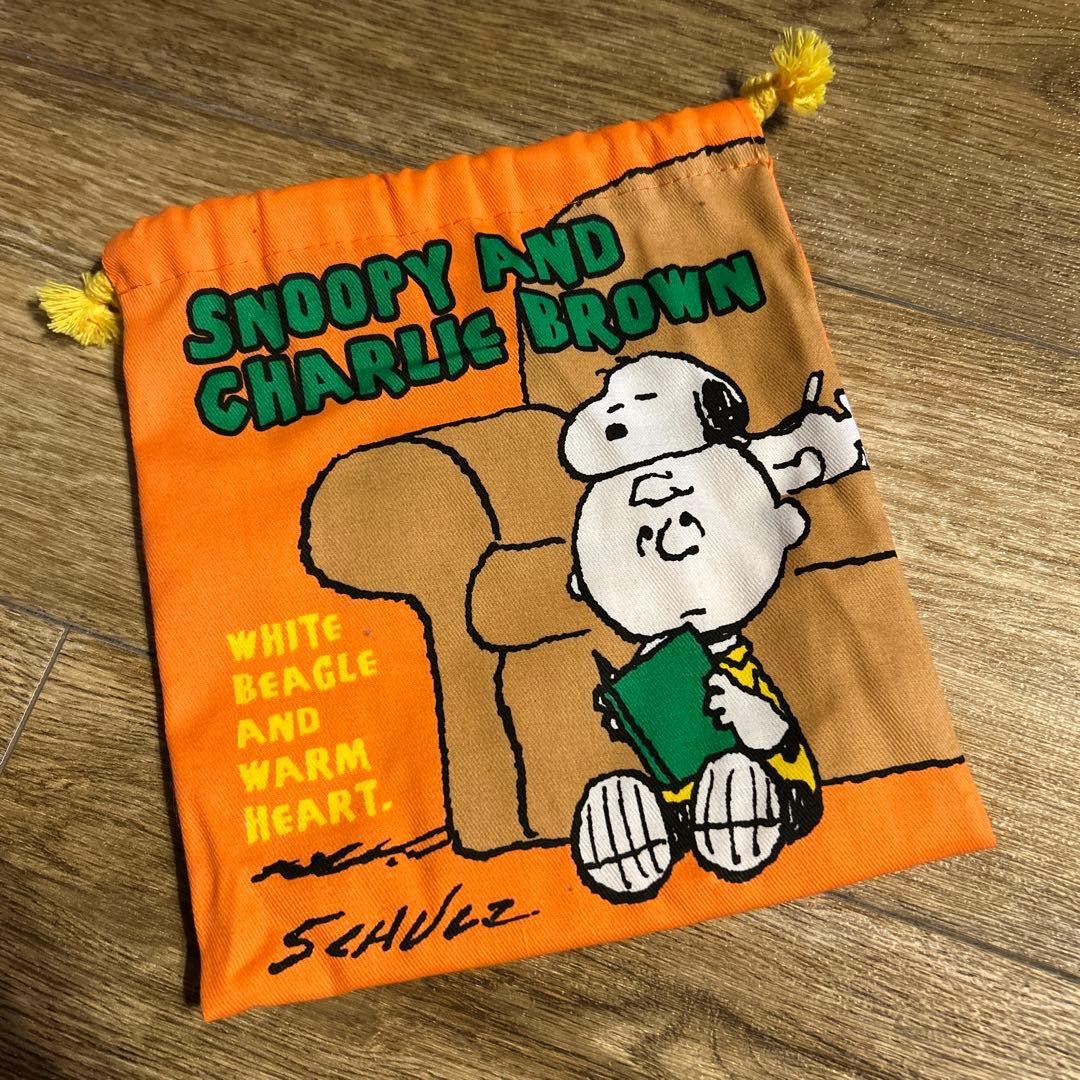 SNOOPY AND
CHARLIE BROWN
WHITE
BEAGLE
AND
WARM
HEART.
SCHULZ